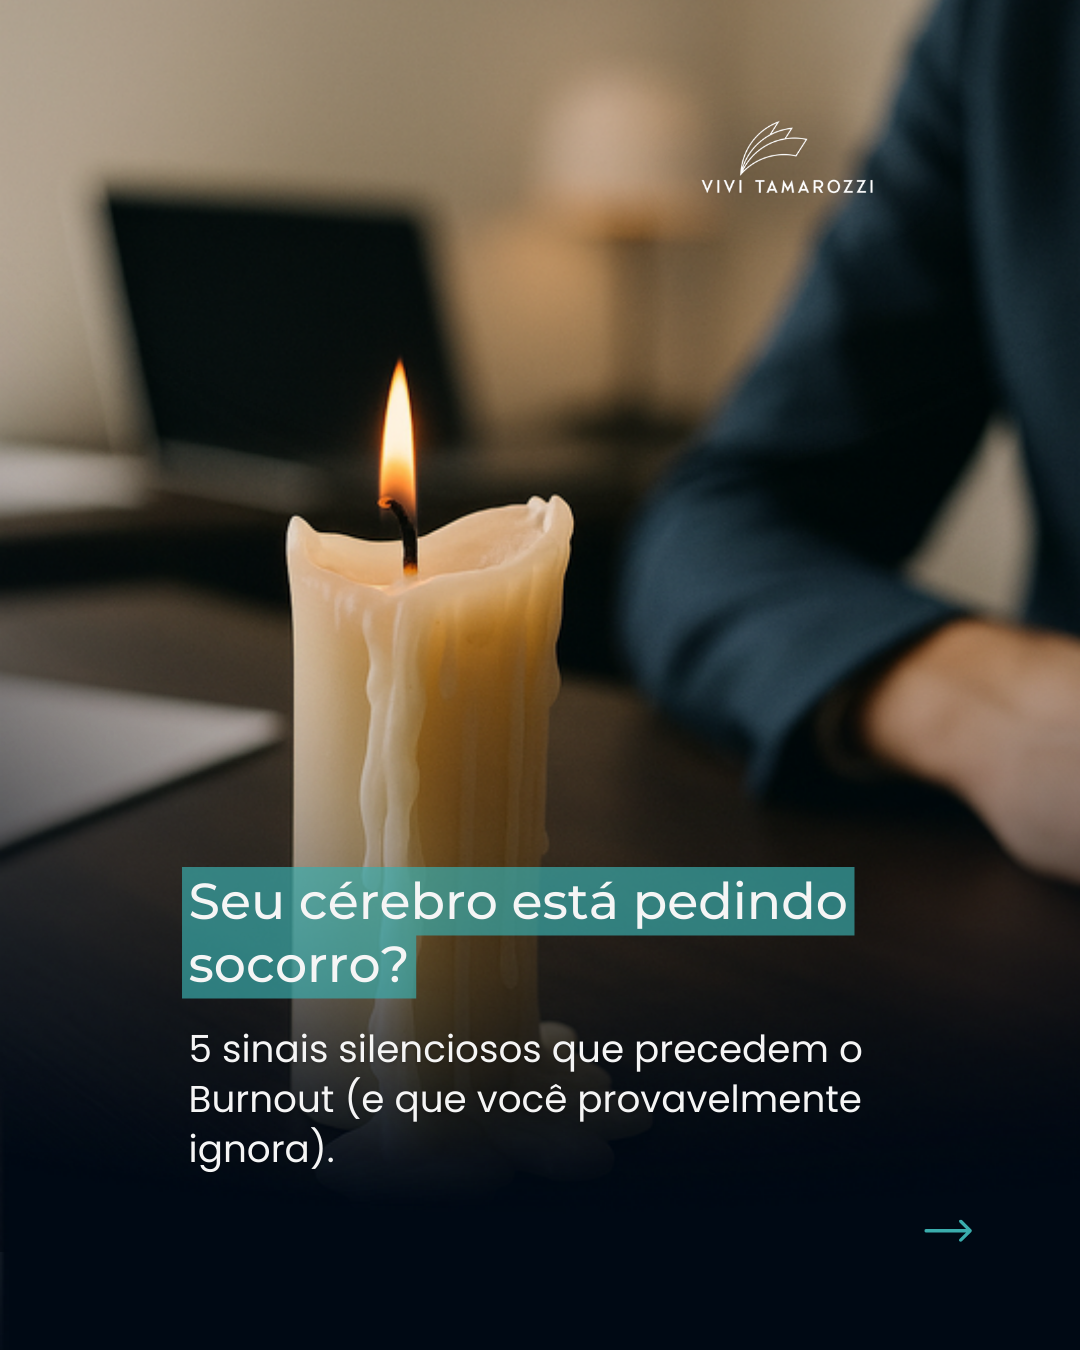 VIVI TAMAROZZI
Seu cérebro está pedindo
socorro?
5 sinais silenciosos que precedem o
Burnout (e que você provavelmente
ignora).